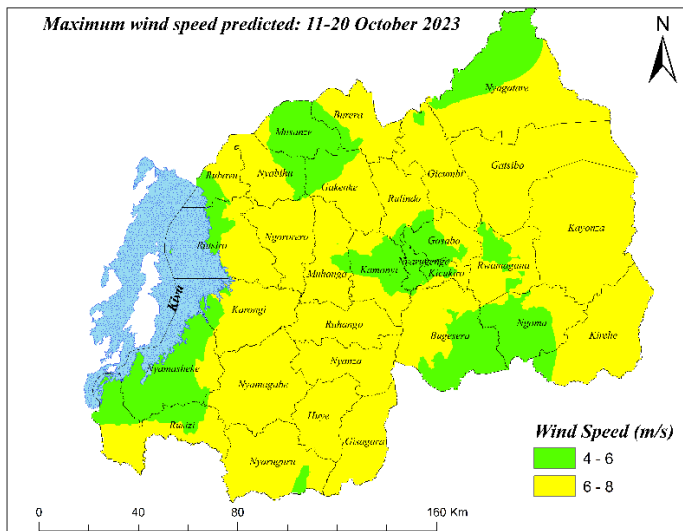 Maximum wind speed predicted: 11-20 October 2023
N
Nyagatare
Burera
Musanze
Gatsibo
Rubavu
Nyabihu
Gakenke
Gicumbi
Rulindo
Kayonza
Rutsiro
Ngororero
Gasabo
Nyarugenge
Rwamagana
Muhanga
Kamonyi
Kicukiro
Kivu
Karongi
Ruhango
Bugesera
Ngoma
Kirehe
Nyamasheke
Nyanza
Nyamagabe
Huye
Rusizi
Gisagara
Nyaruguru
Wind Speed (m/s)
4 - 6
6 - 8
0 40 80 160 Km